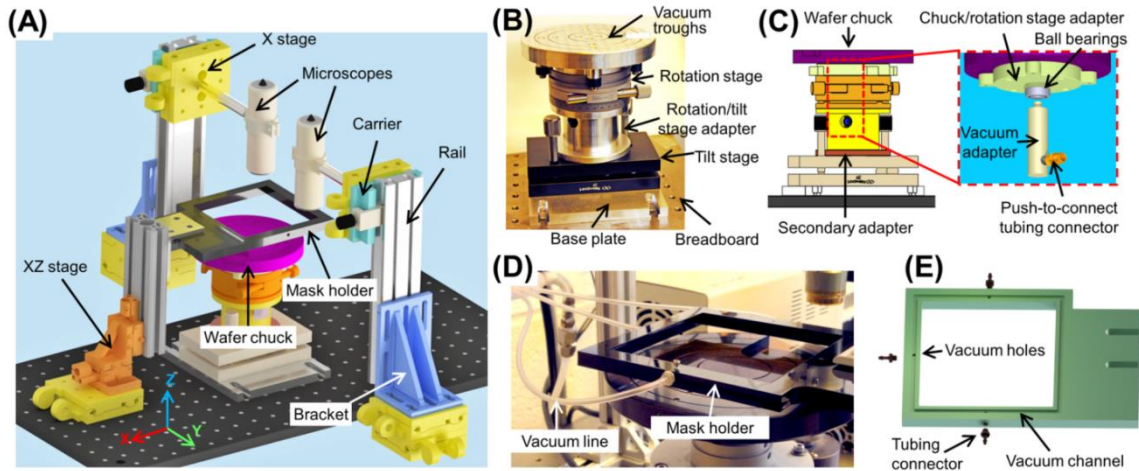 (A)
X stage
Microscopes
Carrier
Rail
XZ stage
Mask holder
Wafer chuck
Bracket
Z
X
Y
(B)
Vacuum
troughs
Rotation stage
Rotation/tilt
stage adapter
Tilt stage
Base plate
Breadboard
(C)
Wafer chuck
Chuck/rotation stage adapter
Ball bearings
Vacuum
adapter
Push-to-connect
tubing connector
Secondary adapter
(D)
Vacuum line
Mask holder
(E)
Vacuum holes
Tubing
connector
Vacuum channel